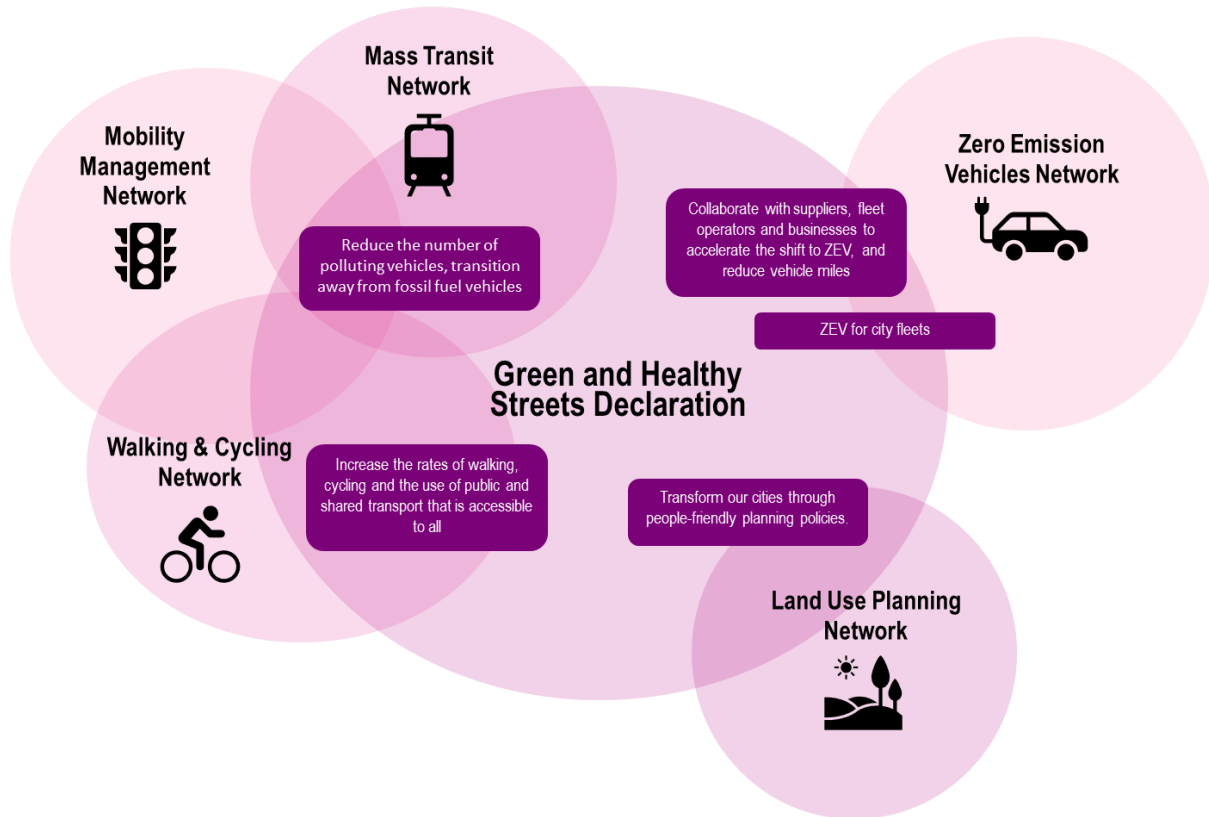 Mass Transit
Network
Mobility
Management
Network
Zero Emission
Vehicles Network
Collaborate with suppliers, fleet
operators and businesses to
accelerate the shift to ZEV, and
reduce vehicle miles
Reduce the number of
polluting vehicles, transition
away from fossil fuel vehicles
ZEV for city fleets
Green and Healthy
Streets Declaration
Walking & Cycling
Network
Increase the rates of walking,
cycling and the use of public and
shared transport that is accessible
to all
Transform our cities through
people-friendly planning policies.
Land Use Planning
Network